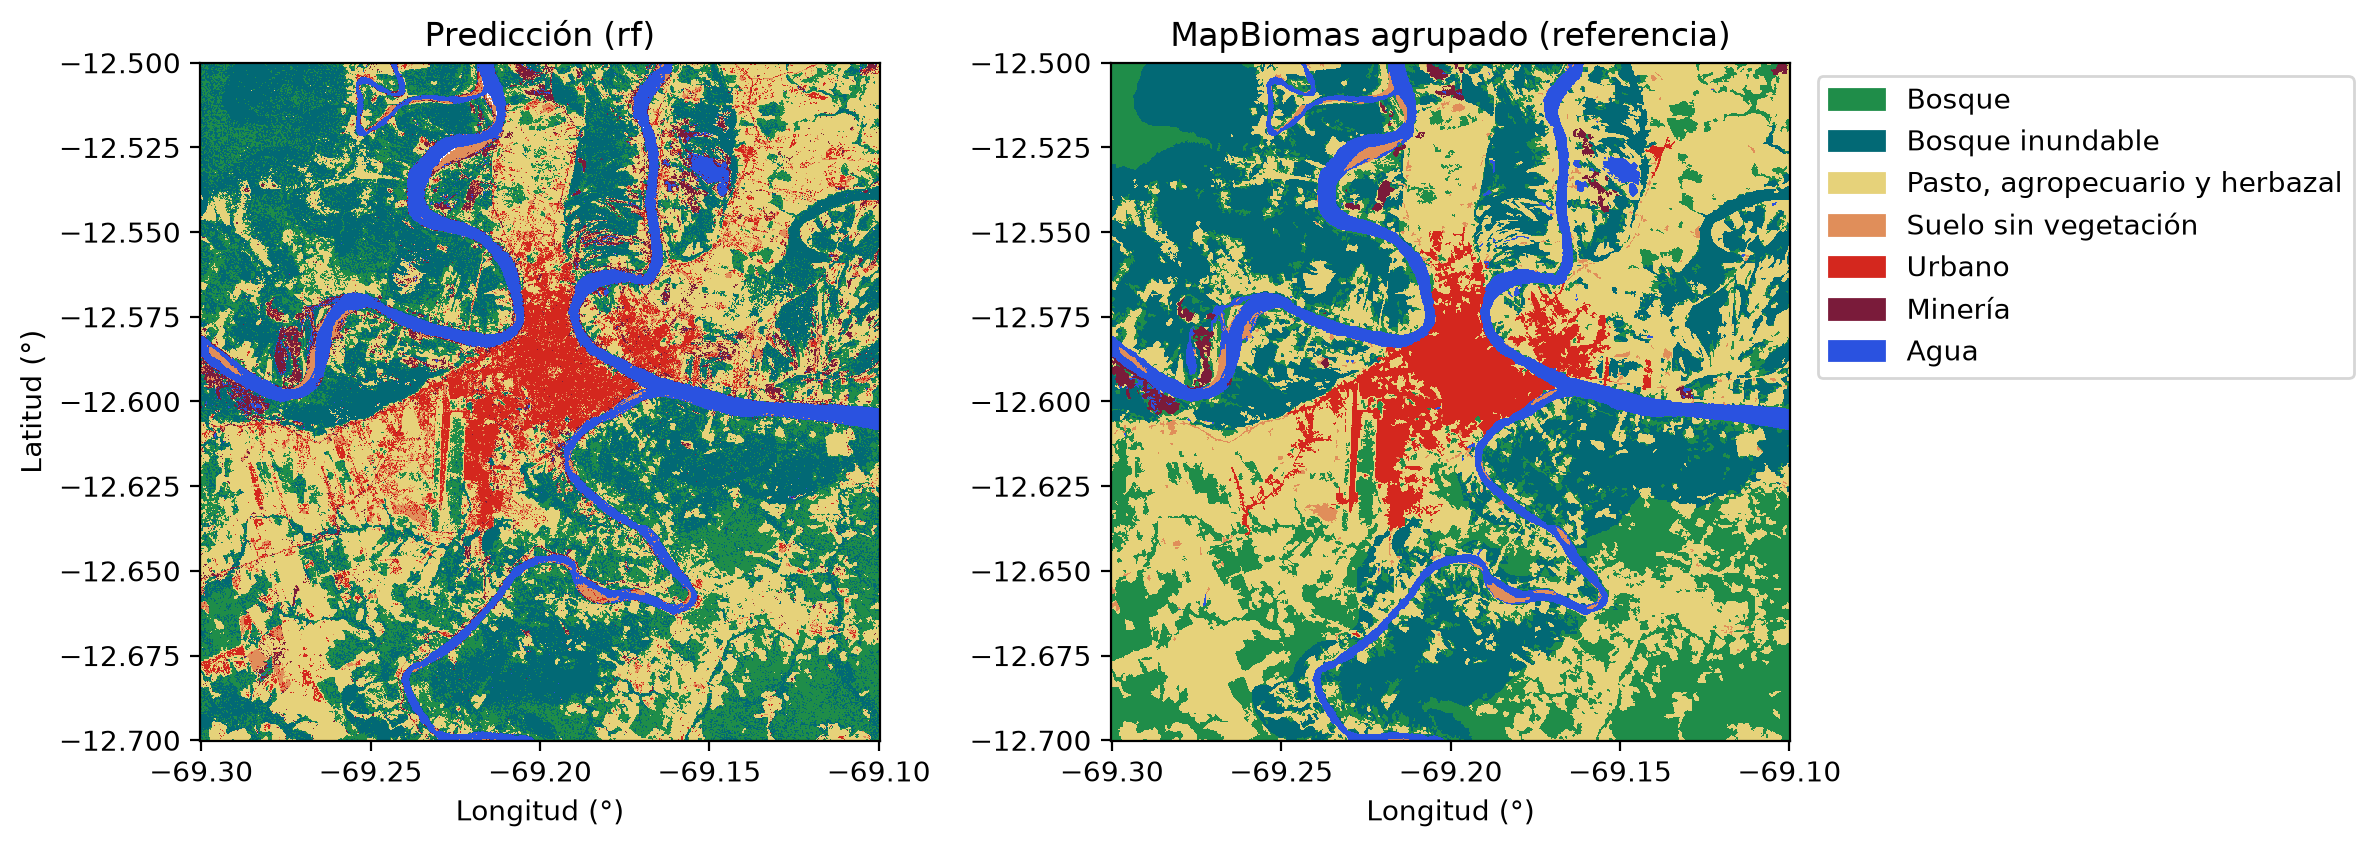 Predicción (rf)
−12.500
−12.525
−12.550
−12.575
−12.600
−12.625
−12.650
−12.675
−12.700
Latitud (°)
−69.30
−69.25
−69.20
−69.15
−69.10
Longitud (°)
MapBiomas agrupado (referencia)
−12.500
−12.525
−12.550
−12.575
−12.600
−12.625
−12.650
−12.675
−12.700
−69.30
−69.25
−69.20
−69.15
−69.10
Longitud (°)
Bosque
Bosque inundable
Pasto, agropecuario y herbazal
Suelo sin vegetación
Urbano
Minería
Agua